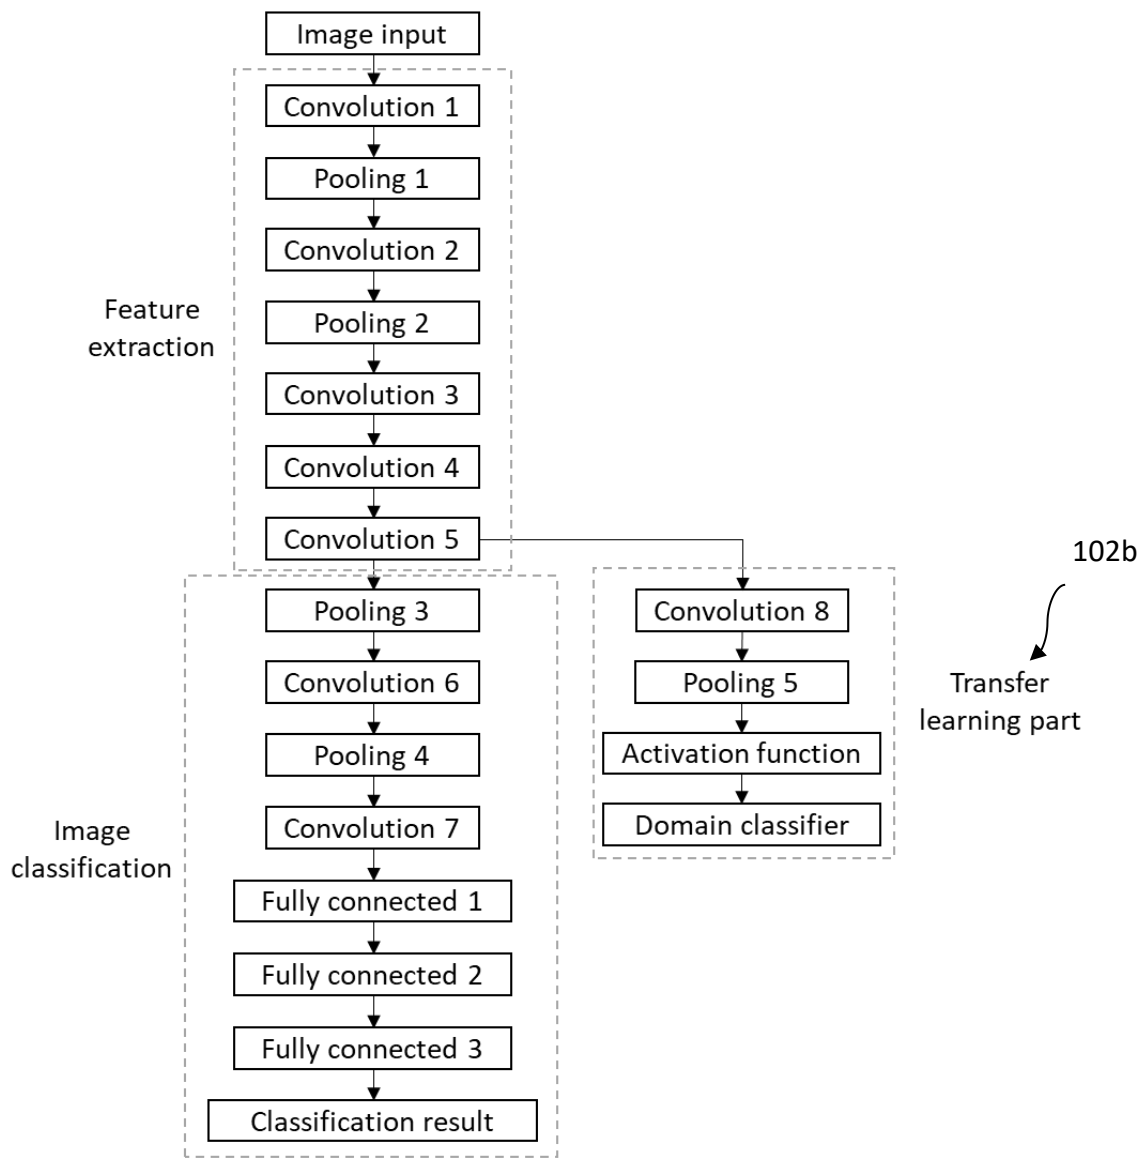 Image input
Convolution 1
Pooling 1
Convolution 2
Pooling 2
Convolution 3
Convolution 4
Convolution 5
Feature
extraction
Pooling 3
Convolution 6
Pooling 4
Convolution 7
Fully connected 1
Fully connected 2
Fully connected 3
Classification result
Image
classification
Convolution 8
Pooling 5
Activation function
Domain classifier
102b
Transfer
learning part